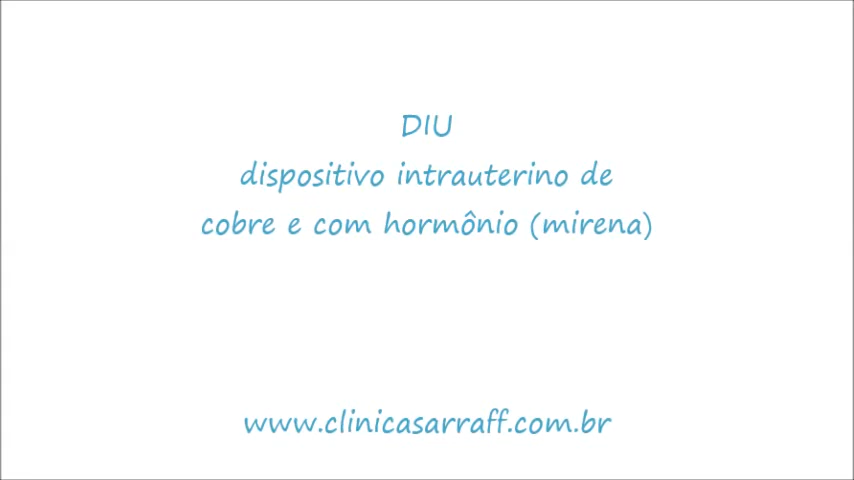 DIU
dispositivo intrauterino de
cobre e com hormônio (mirena)
www.clinicasarraff.com.br